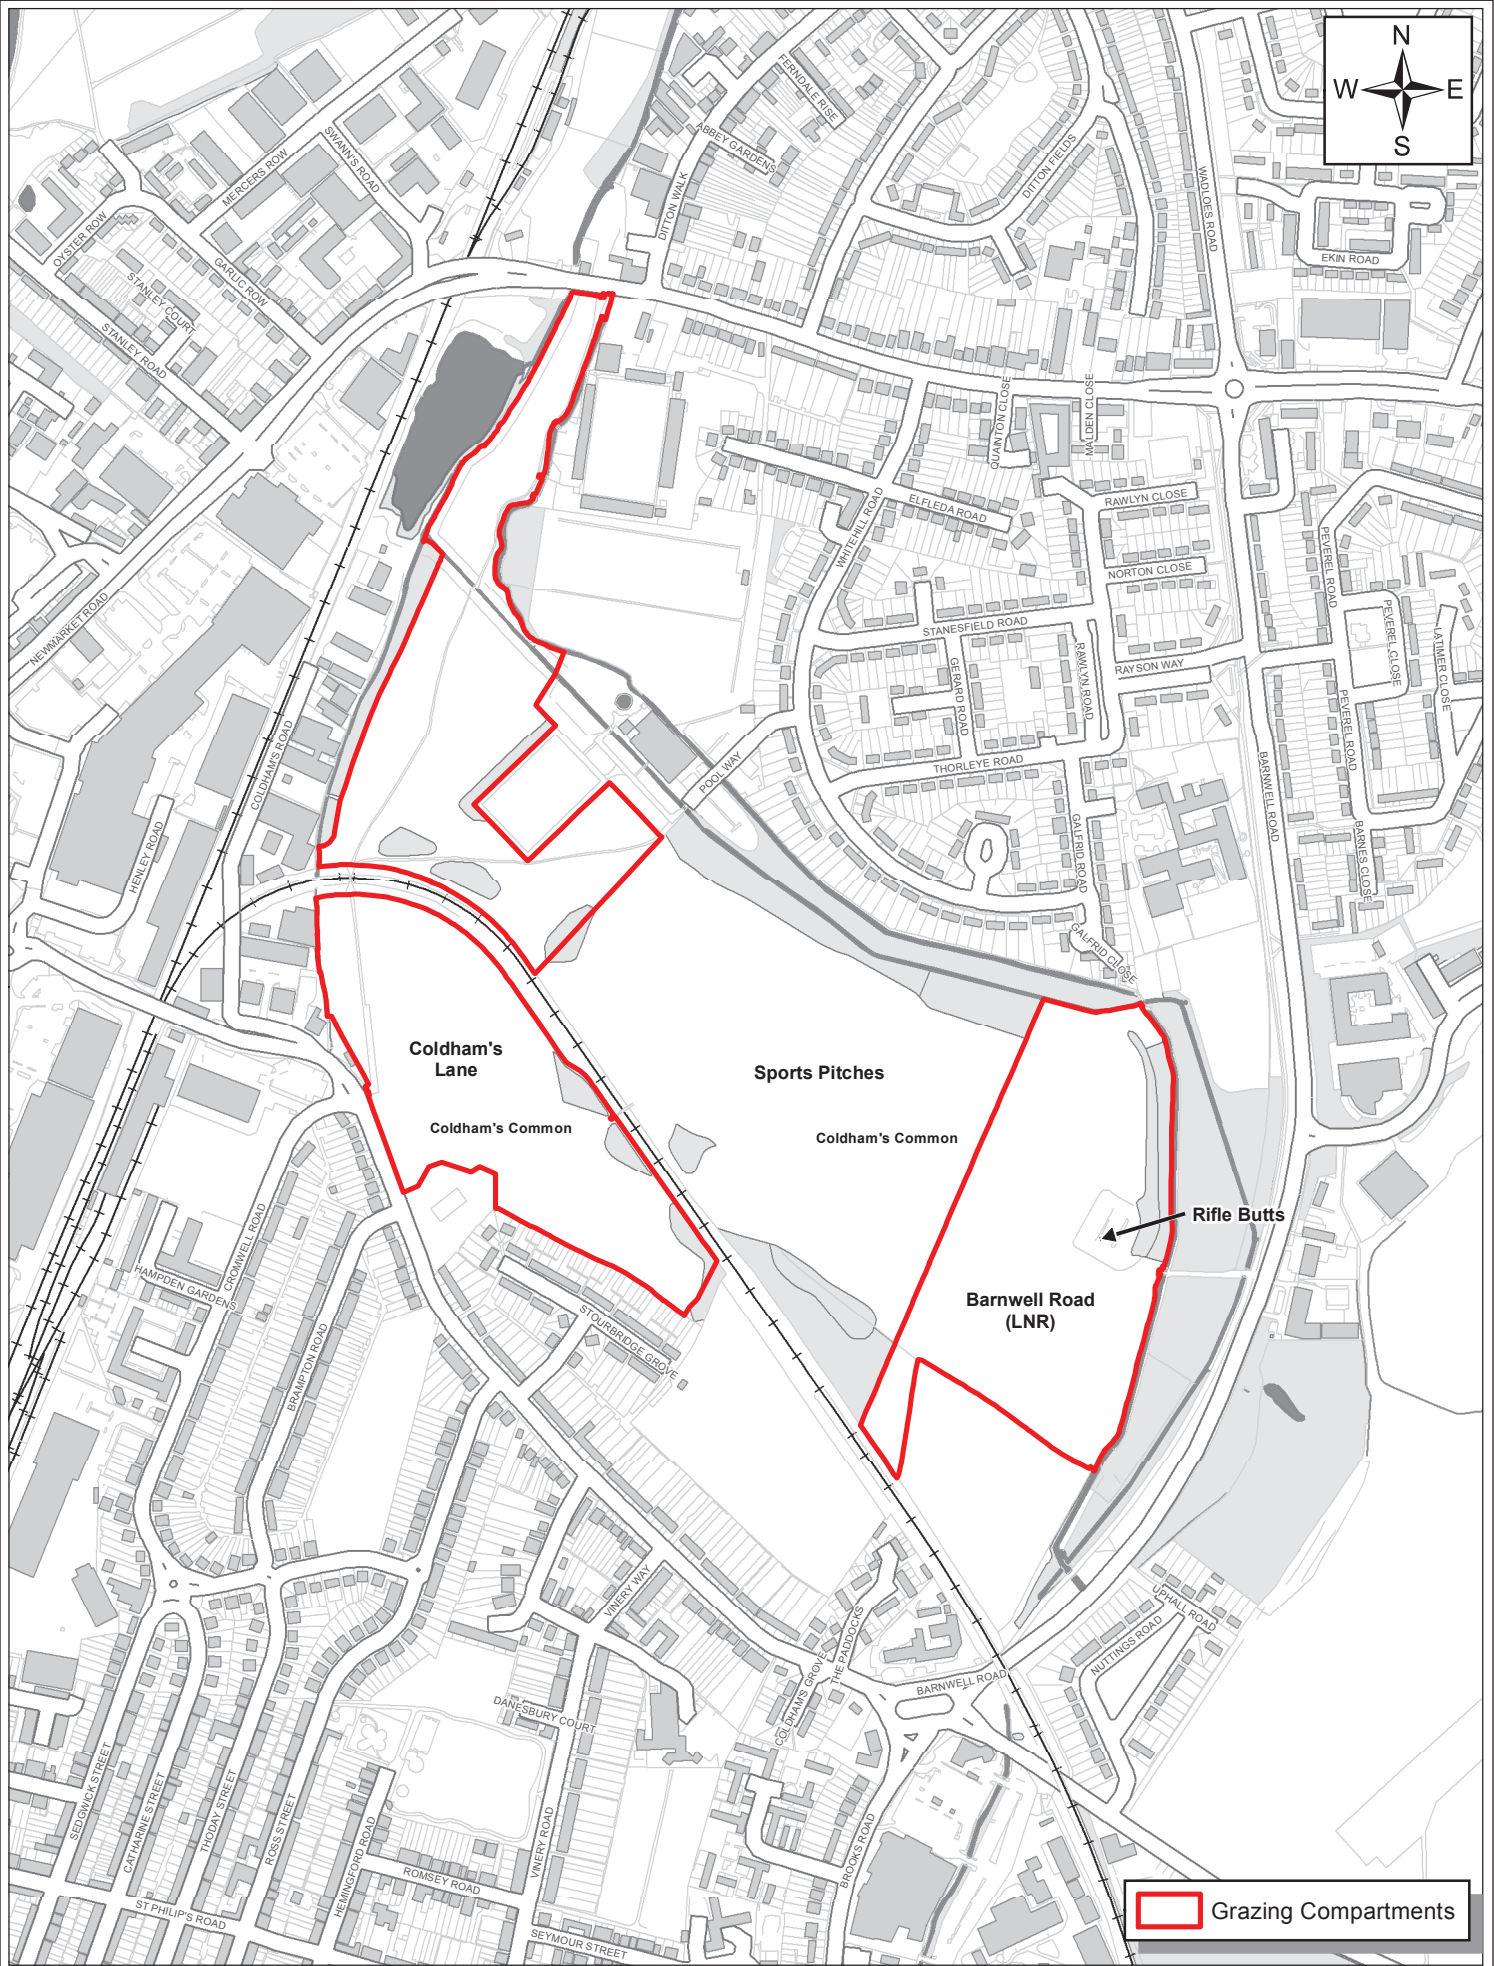 N
W E
S
FERNDALE RISE
ABBEY GARDENS
DITTON WALK
DITTON FIELDS
WADLOES ROAD
EKIN ROAD
SWANN'S ROAD
MERCERS ROW
OYSTER ROW
GARLIC ROW
STANLEY COURT
STANLEY ROAD
NEWMARKET ROAD
QUAINTON CLOSE
MALDEN CLOSE
ELFLEDA ROAD
WHITEHILL ROAD
RAWLYN CLOSE
NORTON CLOSE
PEVEREL ROAD
PEVEREL CLOSE
LATIMER CLOSE
STANESFIELD ROAD
GERARD ROAD
RAWLYN ROAD
RAYSON WAY
PEVEREL ROAD
COLDHAM'S ROAD
POOL WAY
THORLEYE ROAD
BARNWELL ROAD
HENLEY ROAD
GALFRID ROAD
BARNES CLOSE
GALFRID CLOSE
Coldham's
Lane
Coldham's Common
Sports Pitches
Coldham's Common
Rifle Butts
Barnwell Road
(LNR)
CROMWELL ROAD
HAMPDEN GARDENS
BRAMPTON ROAD
STOURBRIDGE GROVE
VINERY WAY
THE PADDOCKS
COLDHAM'S GROVE
BARNWELL ROAD
UPHALL ROAD
NUTTINGS ROAD
DANESBURY COURT
SEDGWICK STREET
CATHARINE STREET
THODAY STREET
ROSS STREET
HEMINGFORD ROAD
VINERY ROAD
BROOKS ROAD
ROMSEY ROAD
ST PHILIP'S ROAD
SEYMOUR STREET
Grazing Compartments